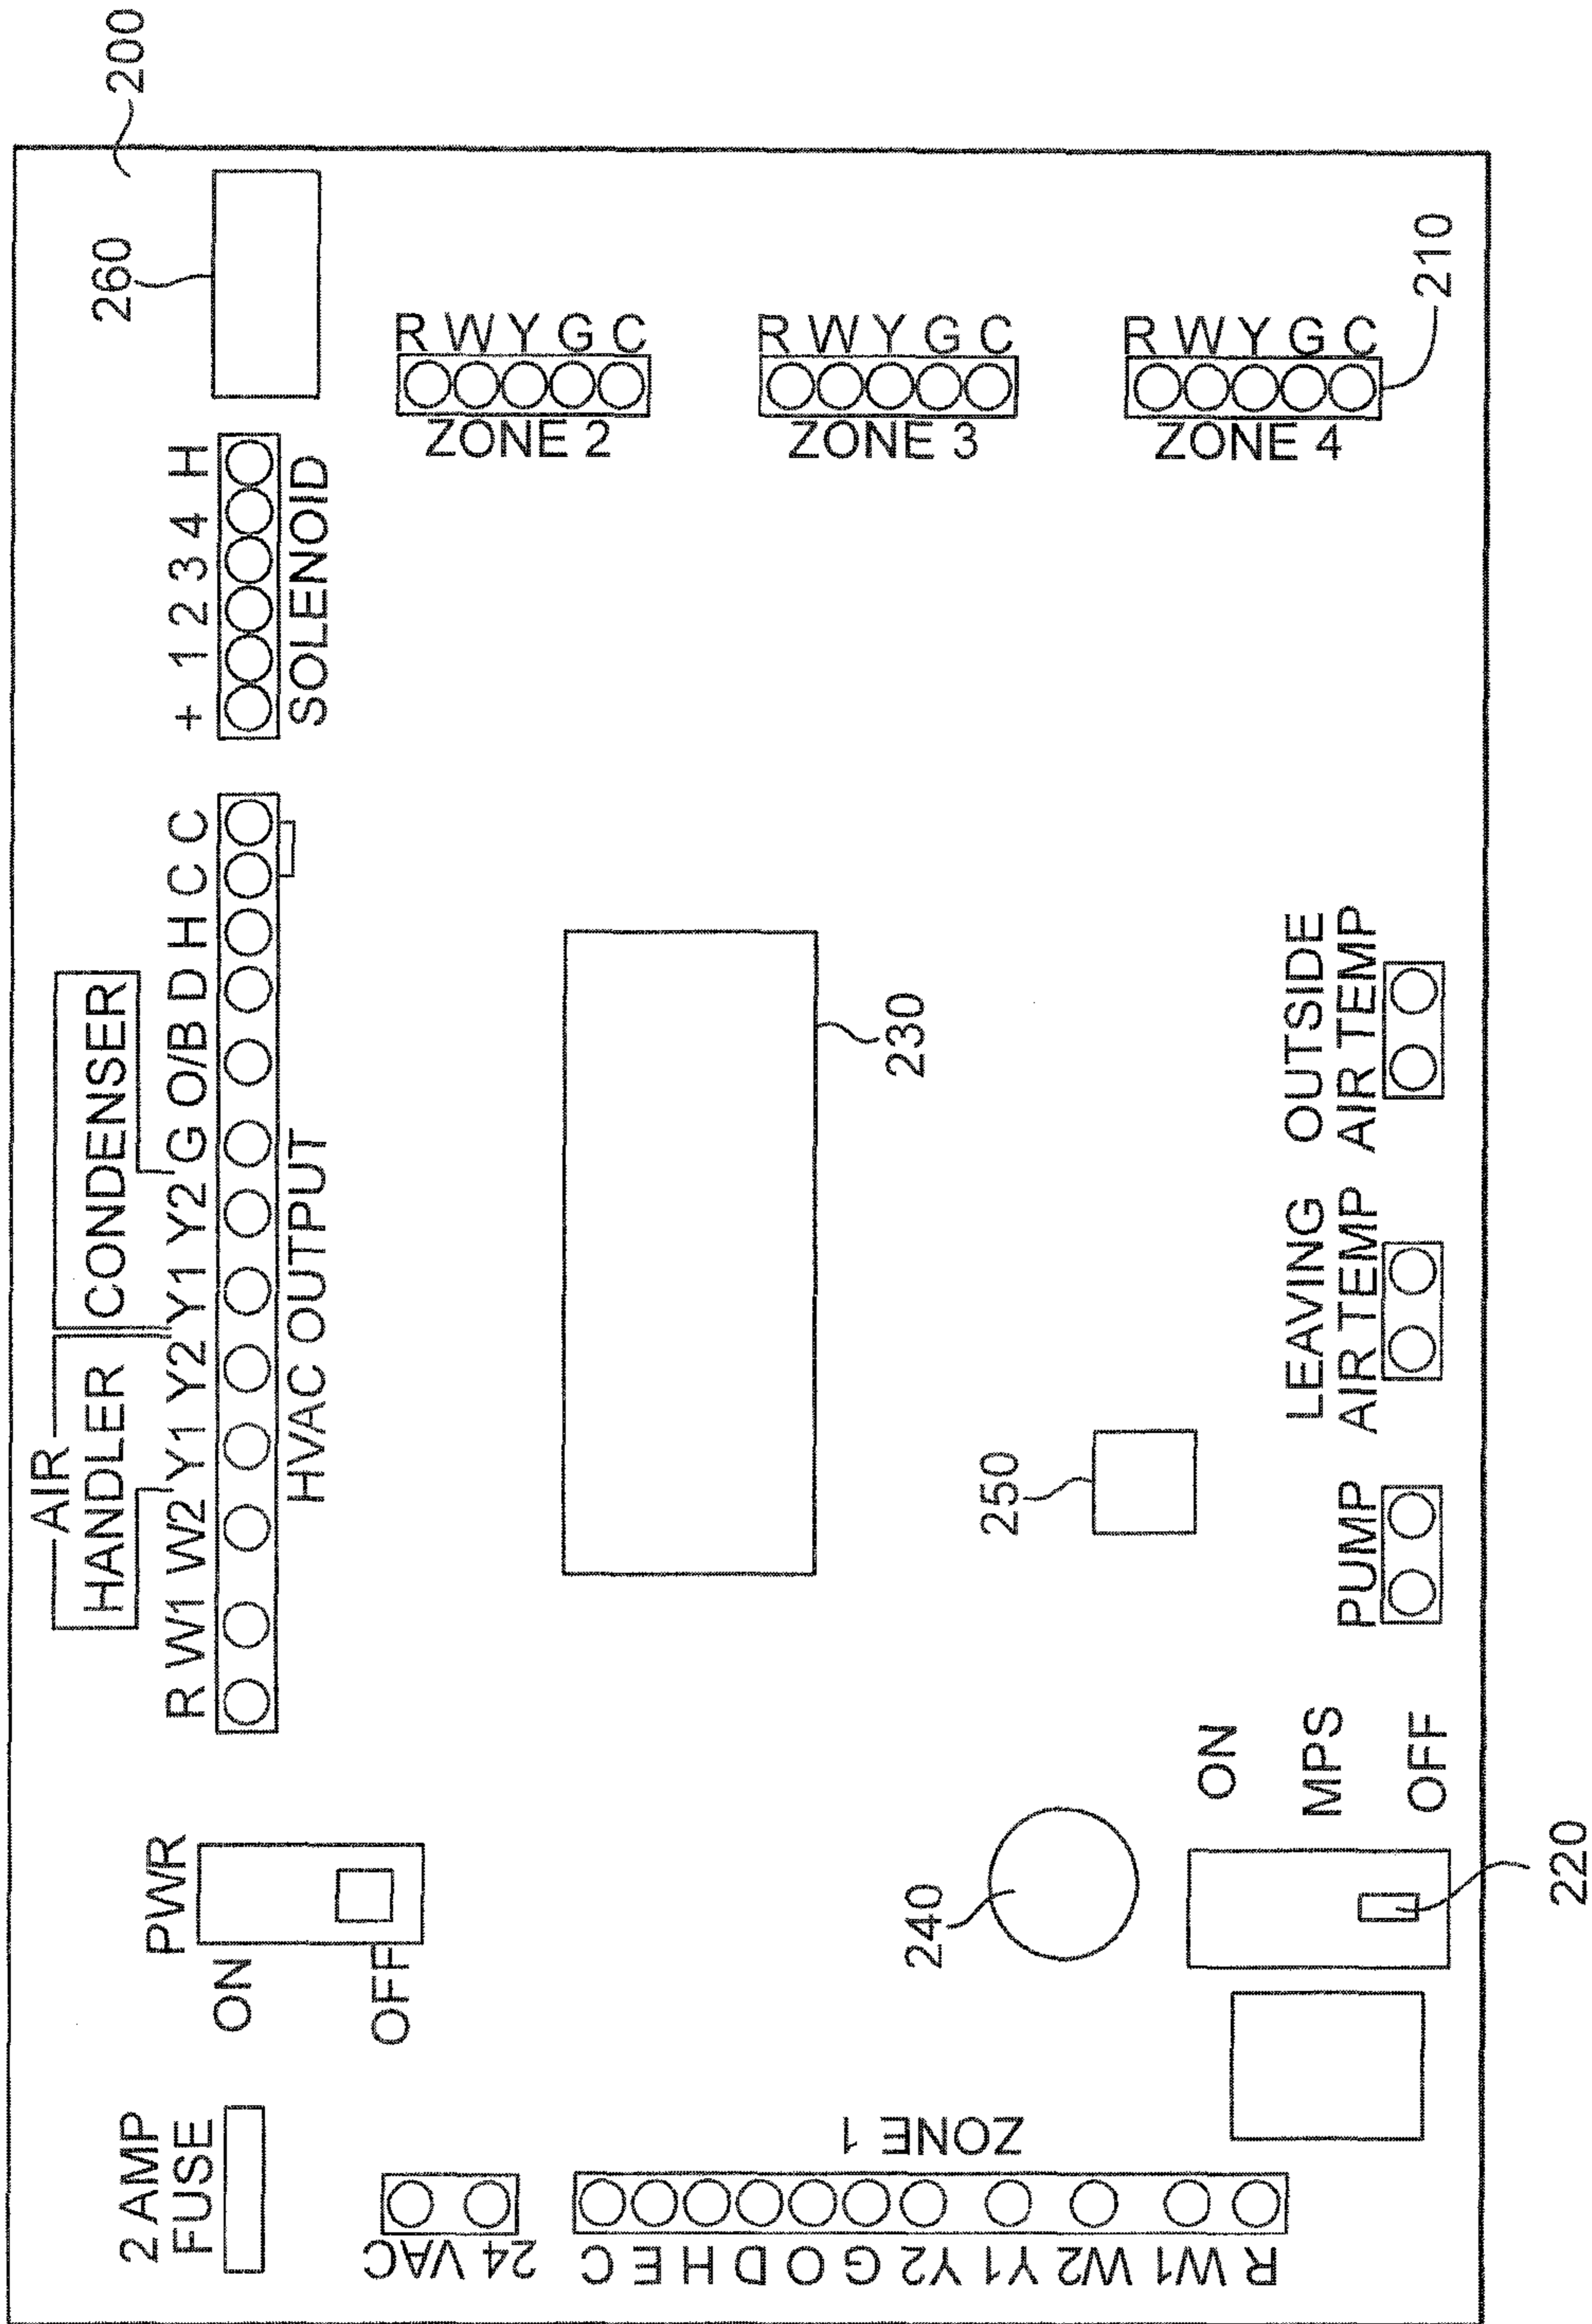 200
260
2 AMP
FUSE
PWR
ON
OFF
AIR
HANDLER
CONDENSER
R W1 W2 Y1 Y2 Y1 Y2 G O/B D H C C
HVAC OUTPUT
+ 1 2 3 4 H
SOLENOID
24 VAC
R W1 W2 Y1 Y2 G O D H E C
ZONE 1
R W Y G C
ZONE 2
R W Y G C
ZONE 3
R W Y G C
ZONE 4
210
230
240
250
ON
MPS
OFF
220
PUMP
LEAVING
AIR TEMP
OUTSIDE
AIR TEMP